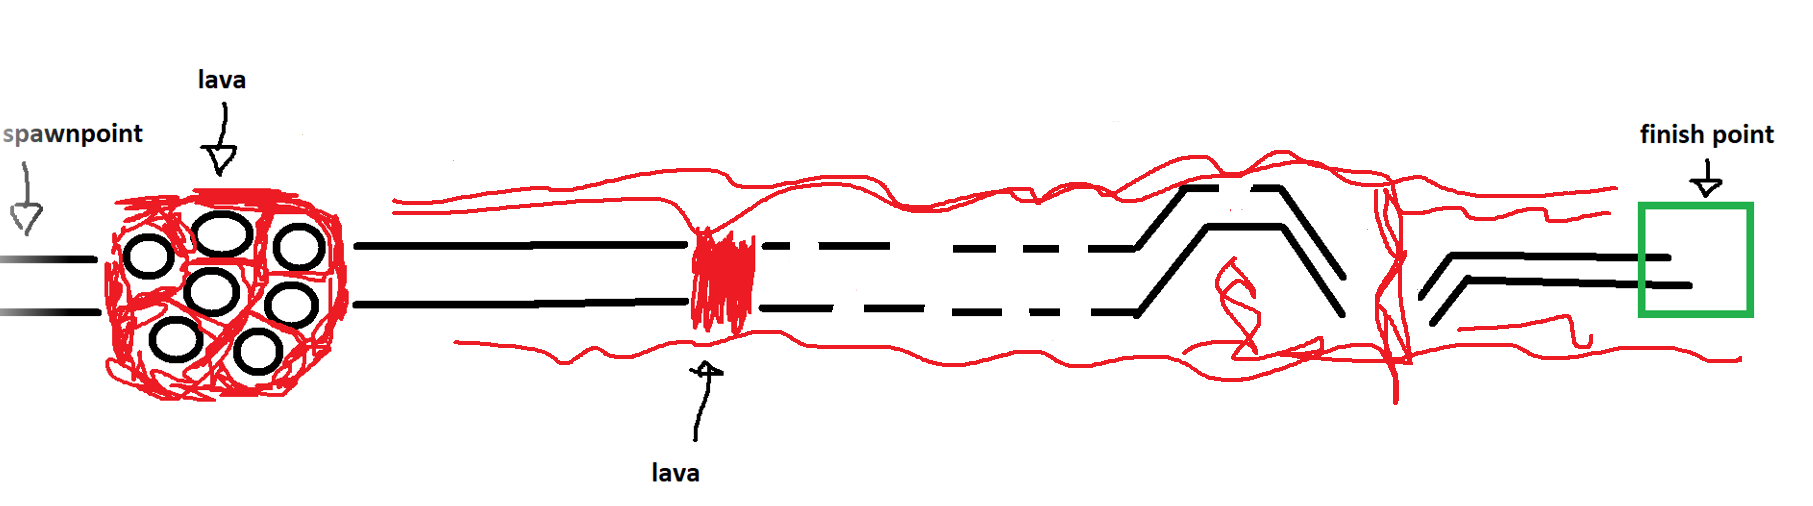 lava
spawnpoint
finish point
lava